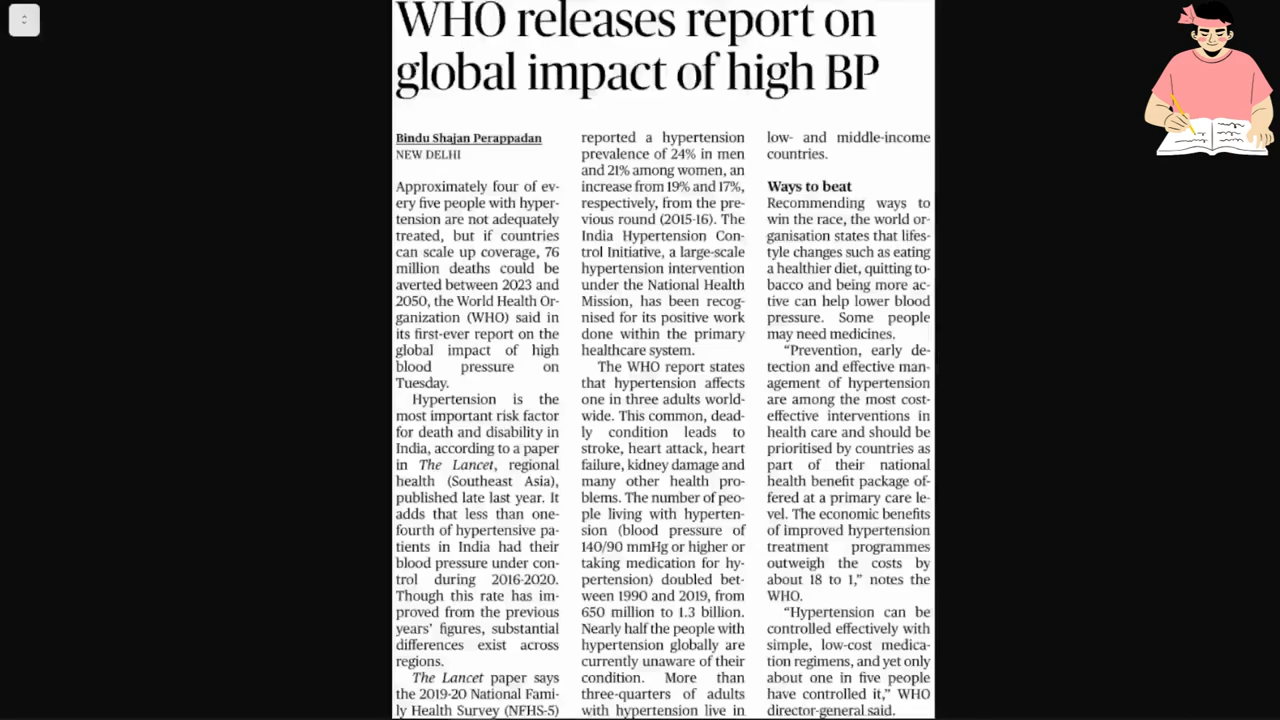 WHO releases report on
global impact of high BP
Bindu Shajan Perappadan
NEW DELHI
Approximately four of ev-
ery five people with hyper-
tension are not adequately
treated, but if countries
can scale up coverage, 76
million deaths could be
averted between 2023 and
2050, the World Health Or-
ganization (WHO) said in
its first-ever report on the
global impact of high
blood pressure on
Tuesday.
Hypertension is the
most important risk factor
for death and disability in
India, according to a paper
in The Lancet, regional
health (Southeast Asia),
published late last year. It
adds that less than one-
fourth of hypertensive pa-
tients in India had their
blood pressure under con-
trol during 2016-2020.
Though this rate has im-
proved from the previous
years’ figures, substantial
differences exist across
regions.
The Lancet paper says
the 2019-20 National Fami-
ly Health Survey (NFHS-5)
reported a hypertension
prevalence of 24% in men
and 21% among women, an
increase from 19% and 17%,
respectively, from the pre-
vious round (2015-16). The
India Hypertension Con-
trol Initiative, a large-scale
hypertension intervention
under the National Health
Mission, has been recog-
nised for its positive work
done within the primary
healthcare system.
The WHO report states
that hypertension affects
one in three adults world-
wide. This common, dead-
ly condition leads to
stroke, heart attack, heart
failure, kidney damage and
many other health pro-
blems. The number of peo-
ple living with hyperten-
sion (blood pressure of
140/90 mmHg or higher or
taking medication for hy-
pertension) doubled bet-
ween 1990 and 2019, from
650 million to 1.3 billion.
Nearly half the people with
hypertension globally are
currently unaware of their
condition. More than
three-quarters of adults
with hypertension live in
low- and middle-income
countries.
Ways to beat
Recommending ways to
win the race, the world or-
ganisation states that lifes-
tyle changes such as eating
a healthier diet, quitting to-
bacco and being more ac-
tive can help lower blood
pressure. Some people
may need medicines.
“Prevention, early de-
tection and effective man-
agement of hypertension
are among the most cost-
effective interventions in
health care and should be
prioritised by countries as
part of their national
health benefit package of-
fered at a primary care le-
vel. The economic benefits
of improved hypertension
treatment programmes
outweigh the costs by
about 18 to 1,” notes the
WHO.
“Hypertension can be
controlled effectively with
simple, low-cost medica-
tion regimens, and yet only
about one in five people
have controlled it,” WHO
director-general said.